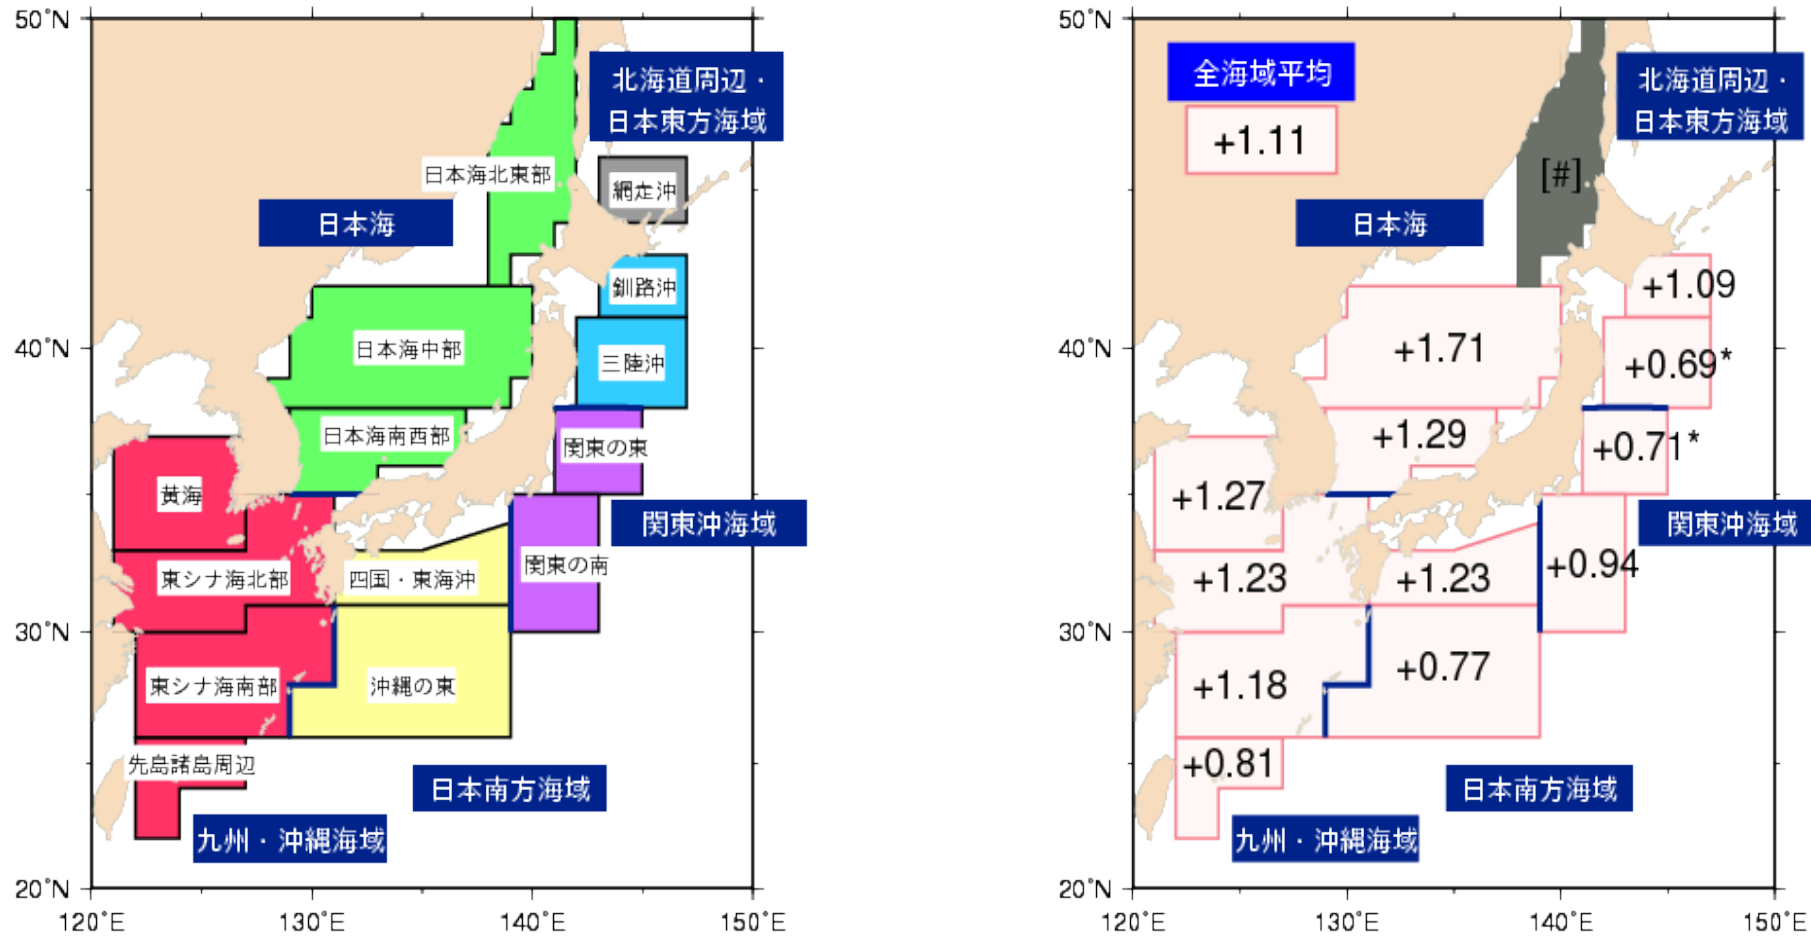 50°N
40°N
30°N
20°N
120°E
130°E
140°E
150°E
北海道周辺・
日本東方海域
日本海北東部
網走沖
日本海
釧路沖
日本海中部
三陸沖
日本海南西部
関東の東
黄海
関東沖海域
関東の南
東シナ海北部
四国・東海沖
東シナ海南部
沖縄の東
先島諸島周辺
日本南方海域
九州・沖縄海域
50°N
40°N
30°N
20°N
120°E
130°E
140°E
150°E
全海域平均
+1.11
北海道周辺・
日本東方海域
[#]
日本海
+1.09
+1.71
+0.69*
+1.29
+0.71*
+1.27
関東沖海域
+0.94
+1.23
+1.23
+1.18
+0.77
+0.81
日本南方海域
九州・沖縄海域